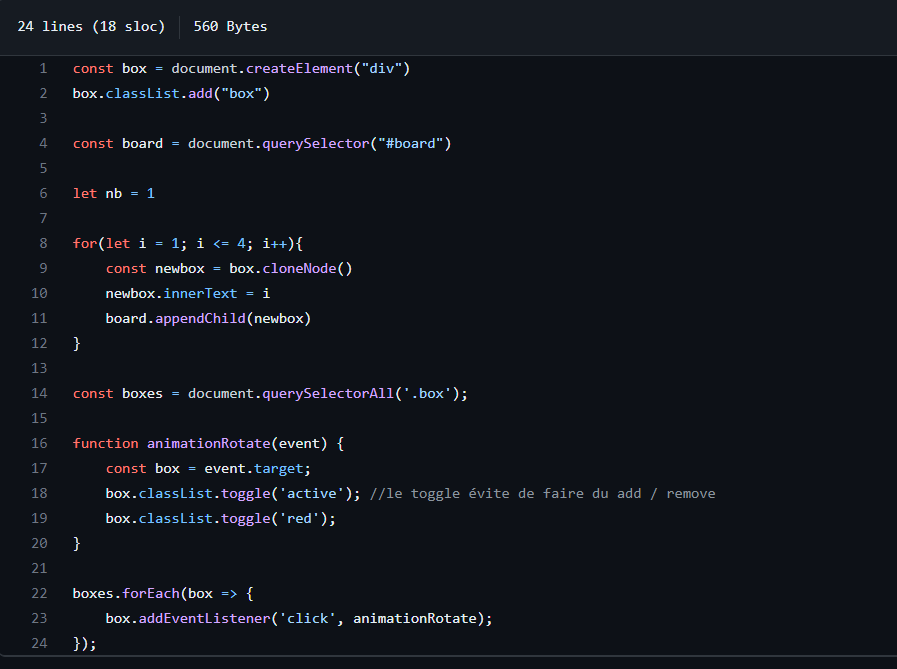 24 lines (18 sloc) 560 Bytes
1 const box = document.createElement("div")
2 box.classList.add("box")
3
4 const board = document.querySelector("#board")
5
6 let nb = 1
7
8 for(let i = 1; i <= 4; i++){
9     const newbox = box.cloneNode()
10     newbox.innerText = i
11     board.appendChild(newbox)
12 }
13
14 const boxes = document.querySelectorAll('.box');
15
16 function animationRotate(event) {
17     const box = event.target;
18     box.classList.toggle('active'); //le toggle évite de faire du add / remove
19     box.classList.toggle('red');
20 }
21
22 boxes.forEach(box => {
23     box.addEventListener('click', animationRotate);
24 });